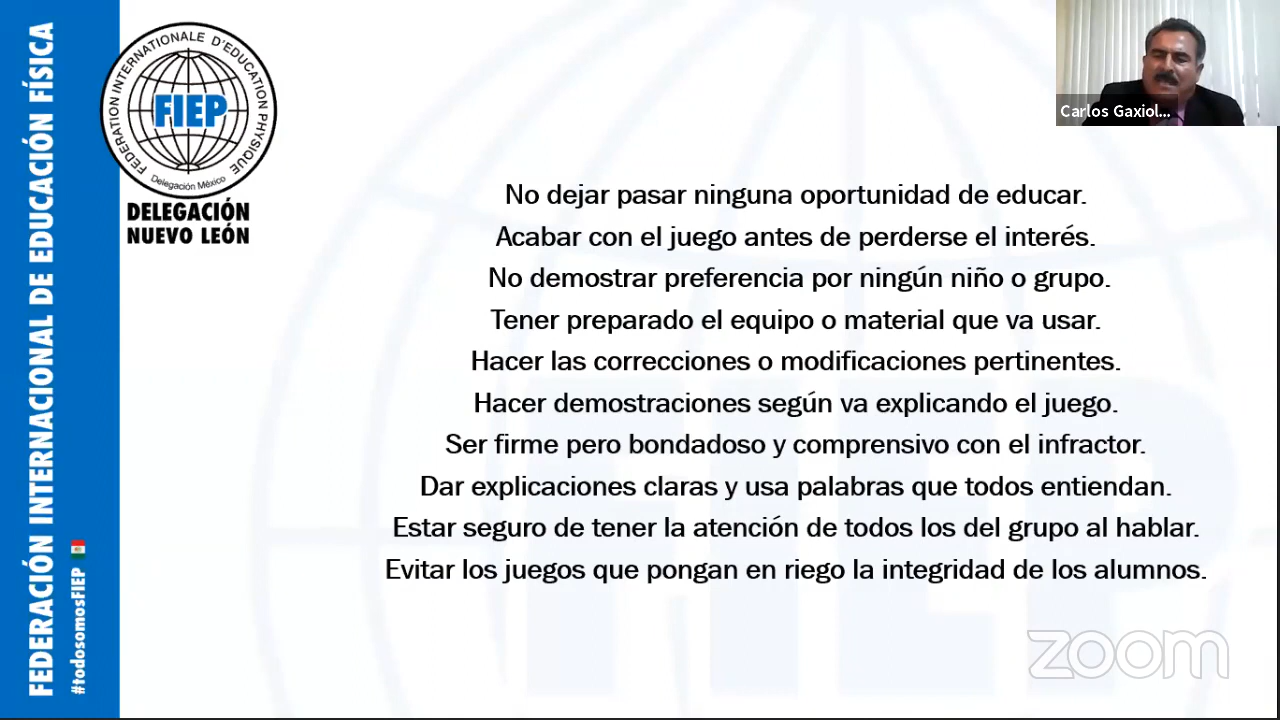 FEDERACIÓN INTERNACIONAL DE EDUCACIÓN FÍSICA
#todosomosFIEP
FEDERATION INTERNATIONALE D'EDUCATION PHYSIQUE
FIEP
Delegación México
DELEGACIÓN
NUEVO LEÓN
Carlos Gaxiol...
No dejar pasar ninguna oportunidad de educar.
Acabar con el juego antes de perderse el interés.
No demostrar preferencia por ningún niño o grupo.
Tener preparado el equipo o material que va usar.
Hacer las correcciones o modificaciones pertinentes.
Hacer demostraciones según va explicando el juego.
Ser firme pero bondadoso y comprensivo con el infractor.
Dar explicaciones claras y usa palabras que todos entiendan.
Estar seguro de tener la atención de todos los del grupo al hablar.
Evitar los juegos que pongan en riego la integridad de los alumnos.
FIEP
zoom